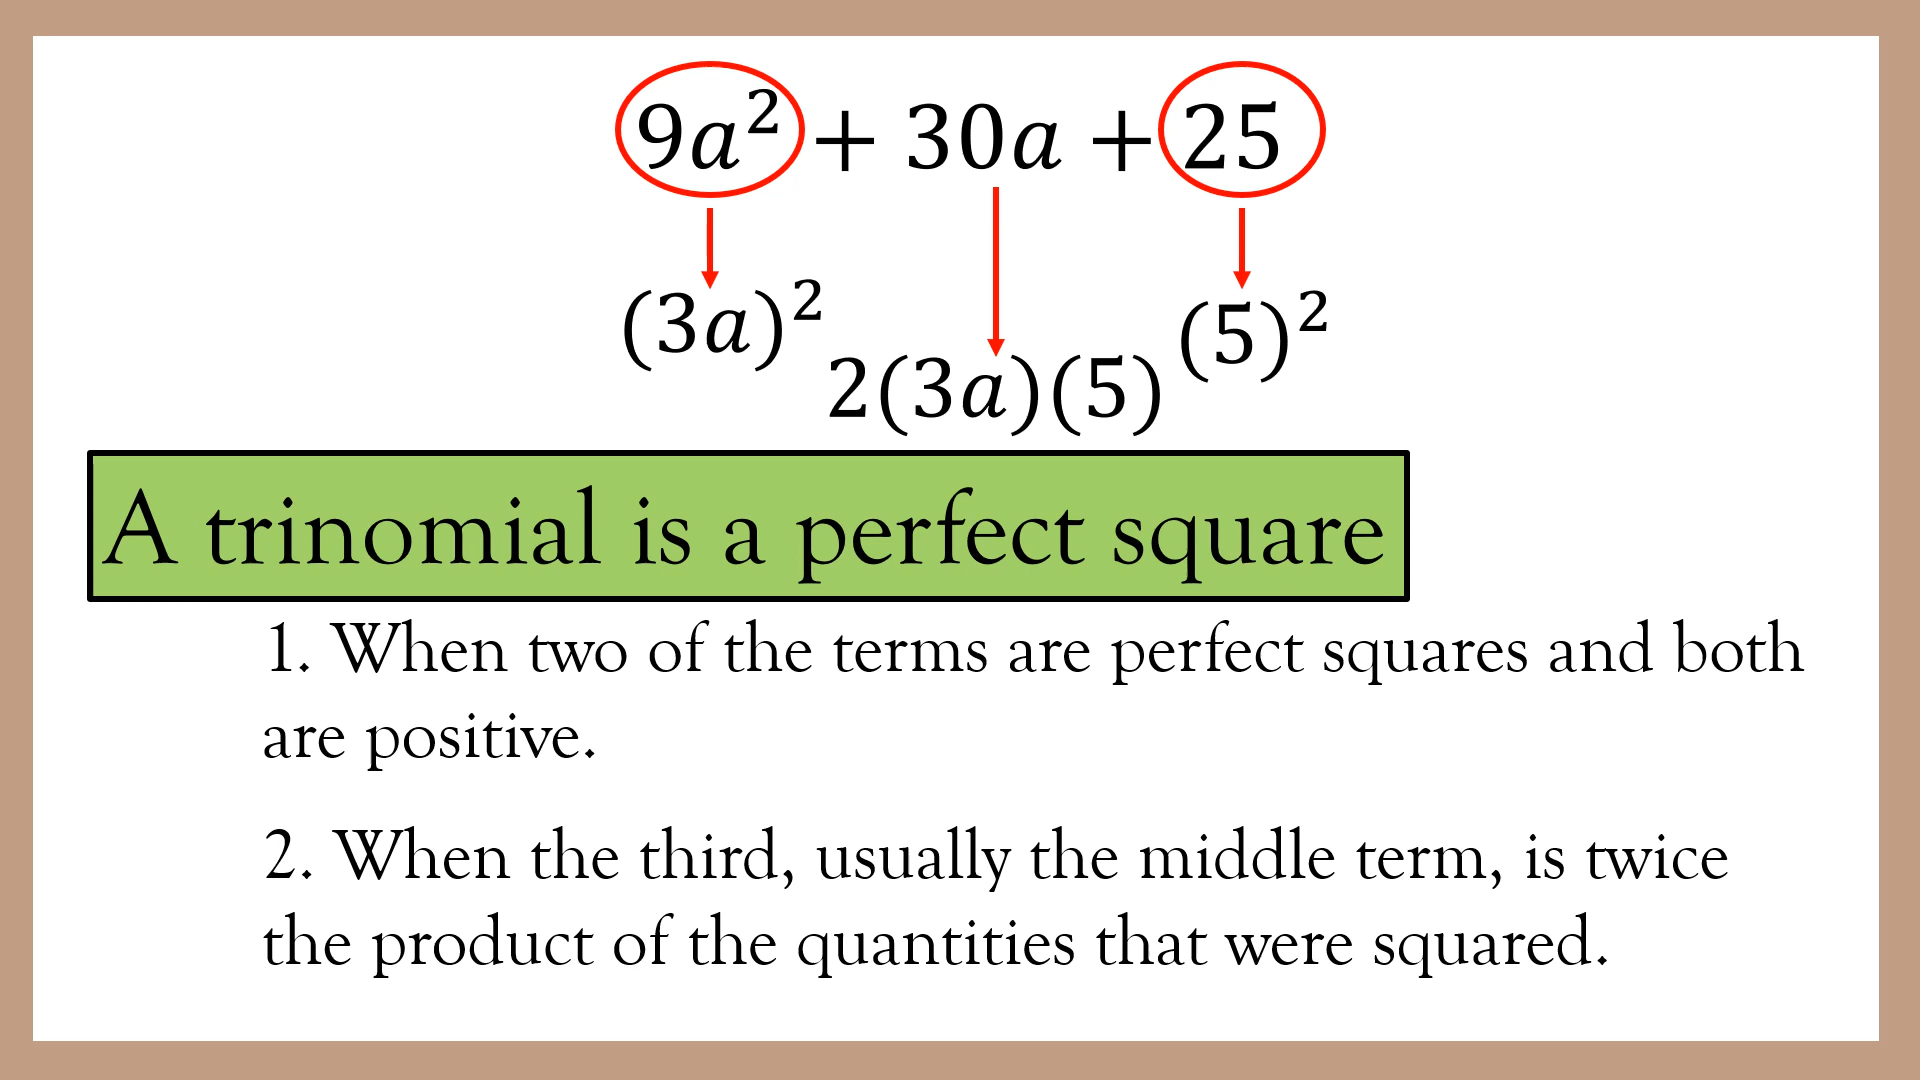 9a² + 30a + 25
(3a)² 2(3a)(5) (5)²
A trinomial is a perfect square
1. When two of the terms are perfect squares and both
are positive.
2. When the third, usually the middle term, is twice
the product of the quantities that were squared.